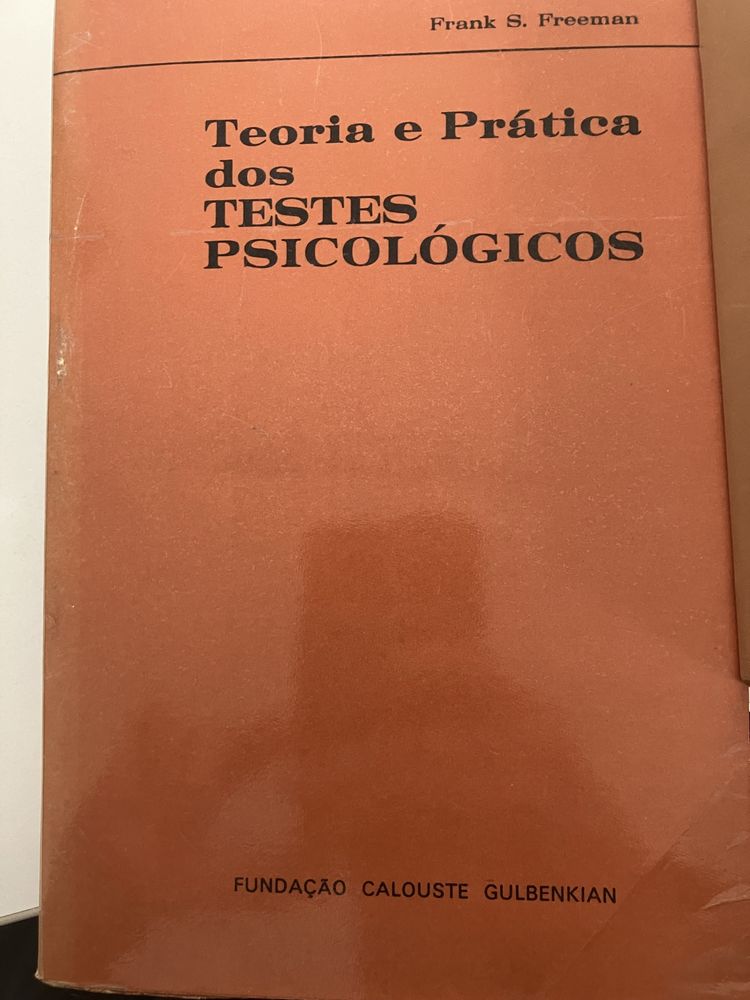 Frank S. Freeman
Teoria e Prática
dos
TESTES
PSICOLÓGICOS
FUNDAÇÃO CALOUSTE GULBENKIAN